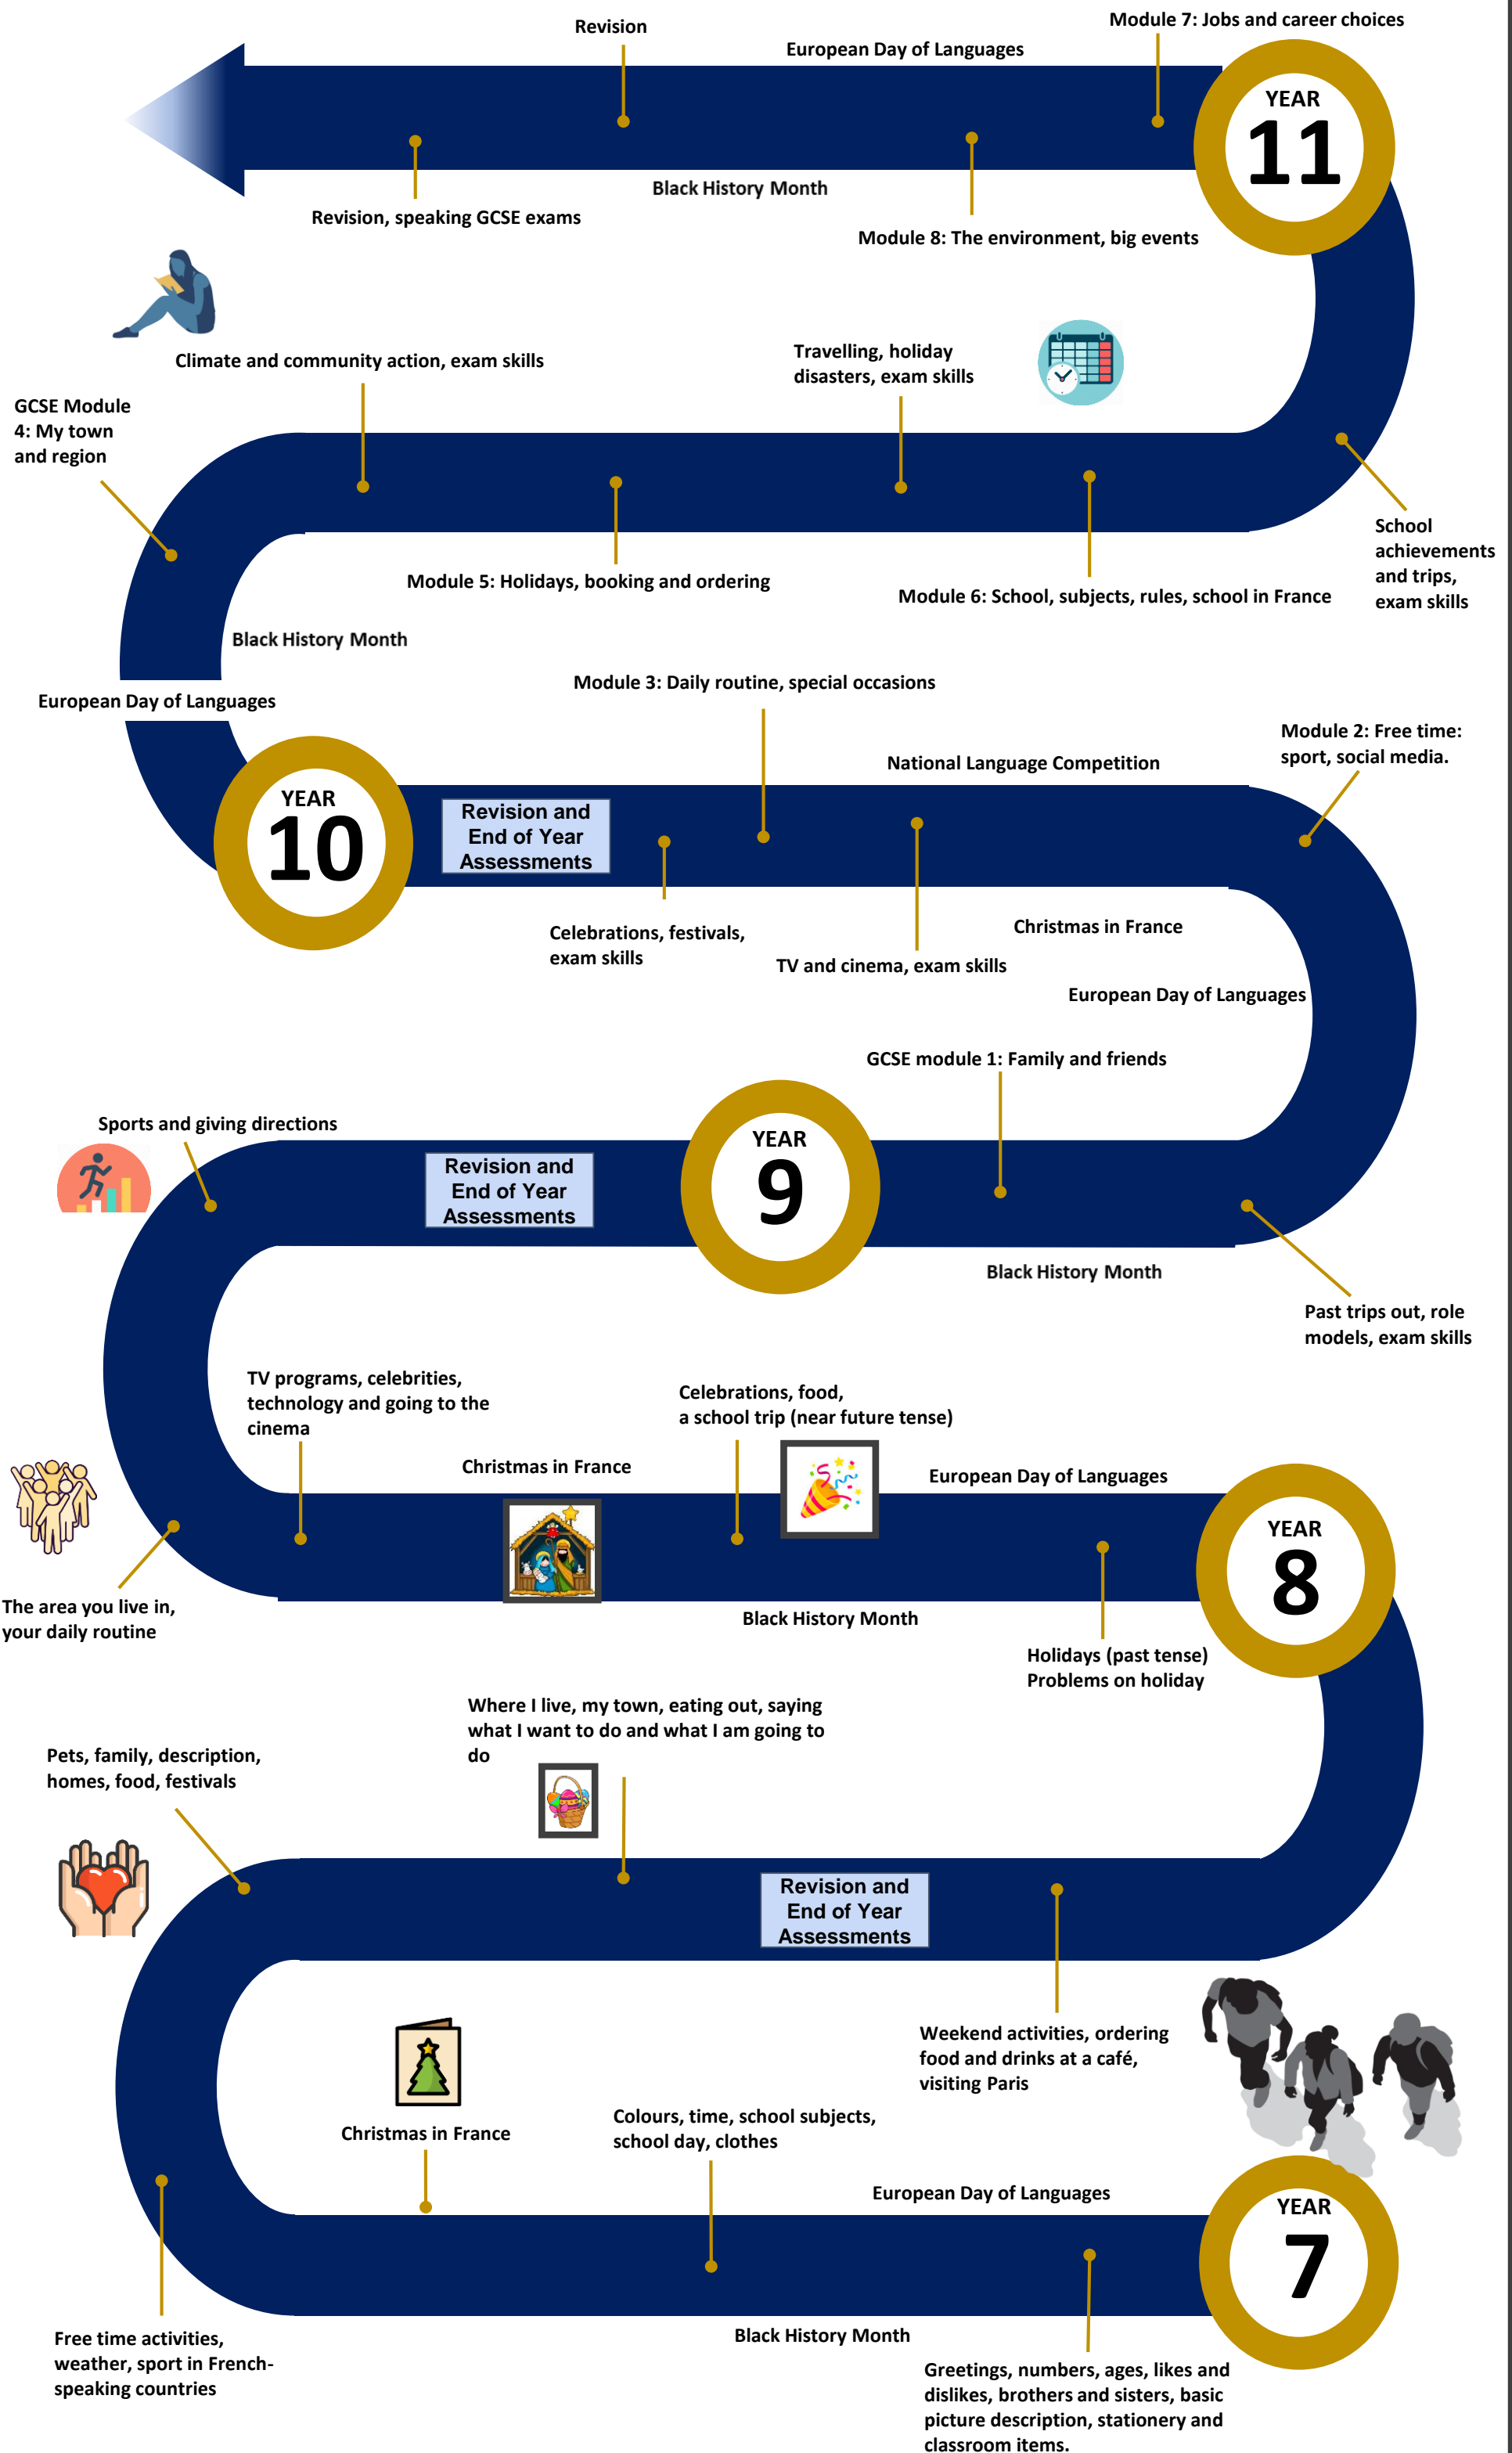 Revision
Module 7: Jobs and career choices
European Day of Languages
YEAR
11
Black History Month
Revision, speaking GCSE exams
Module 8: The environment, big events
Climate and community action, exam skills
Travelling, holiday
disasters, exam skills
GCSE Module
4: My town
and region
School
achievements
and trips,
exam skills
Module 5: Holidays, booking and ordering
Module 6: School, subjects, rules, school in France
Black History Month
European Day of Languages
Module 3: Daily routine, special occasions
Module 2: Free time:
sport, social media.
National Language Competition
YEAR
10
Revision and
End of Year
Assessments
Celebrations, festivals,
exam skills
TV and cinema, exam skills
Christmas in France
European Day of Languages
GCSE module 1: Family and friends
Sports and giving directions
Revision and
End of Year
Assessments
YEAR
9
Black History Month
Past trips out, role
models, exam skills
TV programs, celebrities,
technology and going to the
cinema
Celebrations, food,
a school trip (near future tense)
Christmas in France
European Day of Languages
YEAR
8
The area you live in,
your daily routine
Black History Month
Holidays (past tense)
Problems on holiday
Where I live, my town, eating out, saying
what I want to do and what I am going to
do
Pets, family, description,
homes, food, festivals
Revision and
End of Year
Assessments
Weekend activities, ordering
food and drinks at a café,
visiting Paris
Christmas in France
Colours, time, school subjects,
school day, clothes
European Day of Languages
YEAR
7
Free time activities,
weather, sport in French-
speaking countries
Black History Month
Greetings, numbers, ages, likes and
dislikes, brothers and sisters, basic
picture description, stationery and
classroom items.